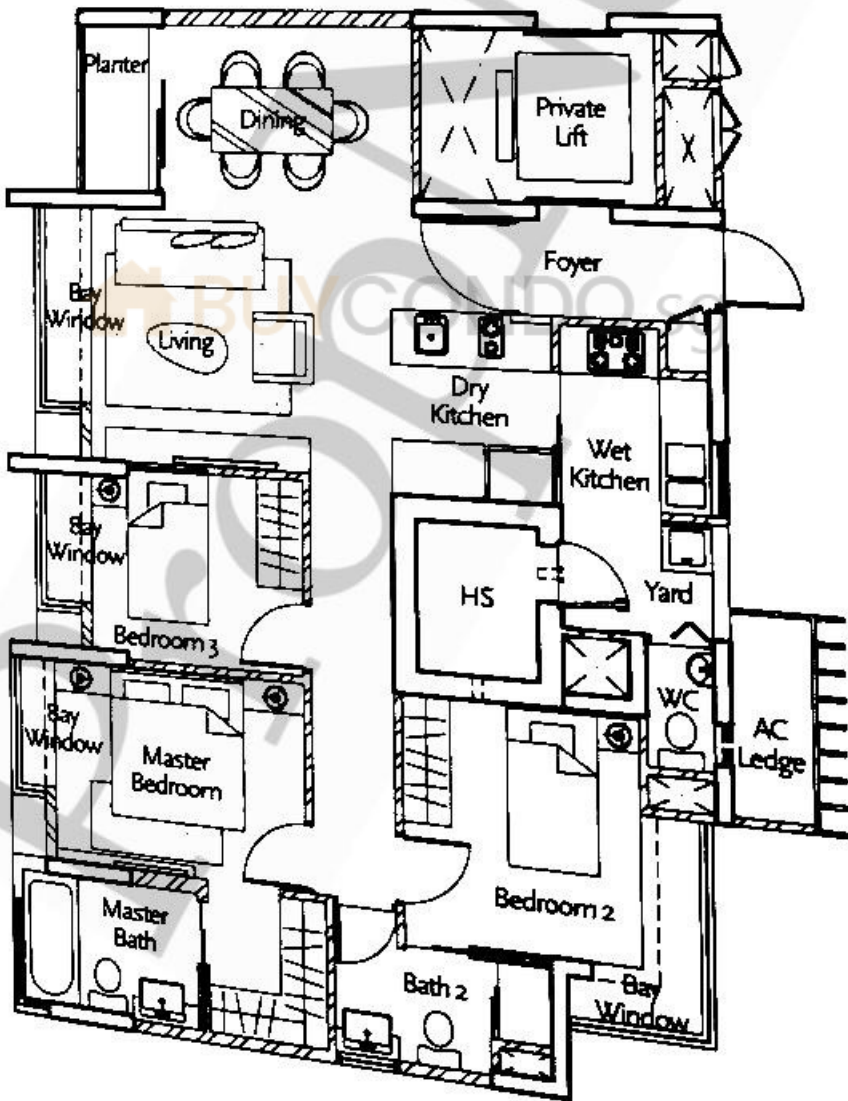 Planter
Dining
Private
Lift
Foyer
Bay
Window
BUYCONDO.sg
Living
Dry
Kitchen
Wet
Kitchen
Bay
Window
HS
Yard
Bedroom 3
WC
Bay
Window
Master
Bedroom
AC
Ledge
Bedroom 2
Master
Bath
Bath 2
Bay
Window